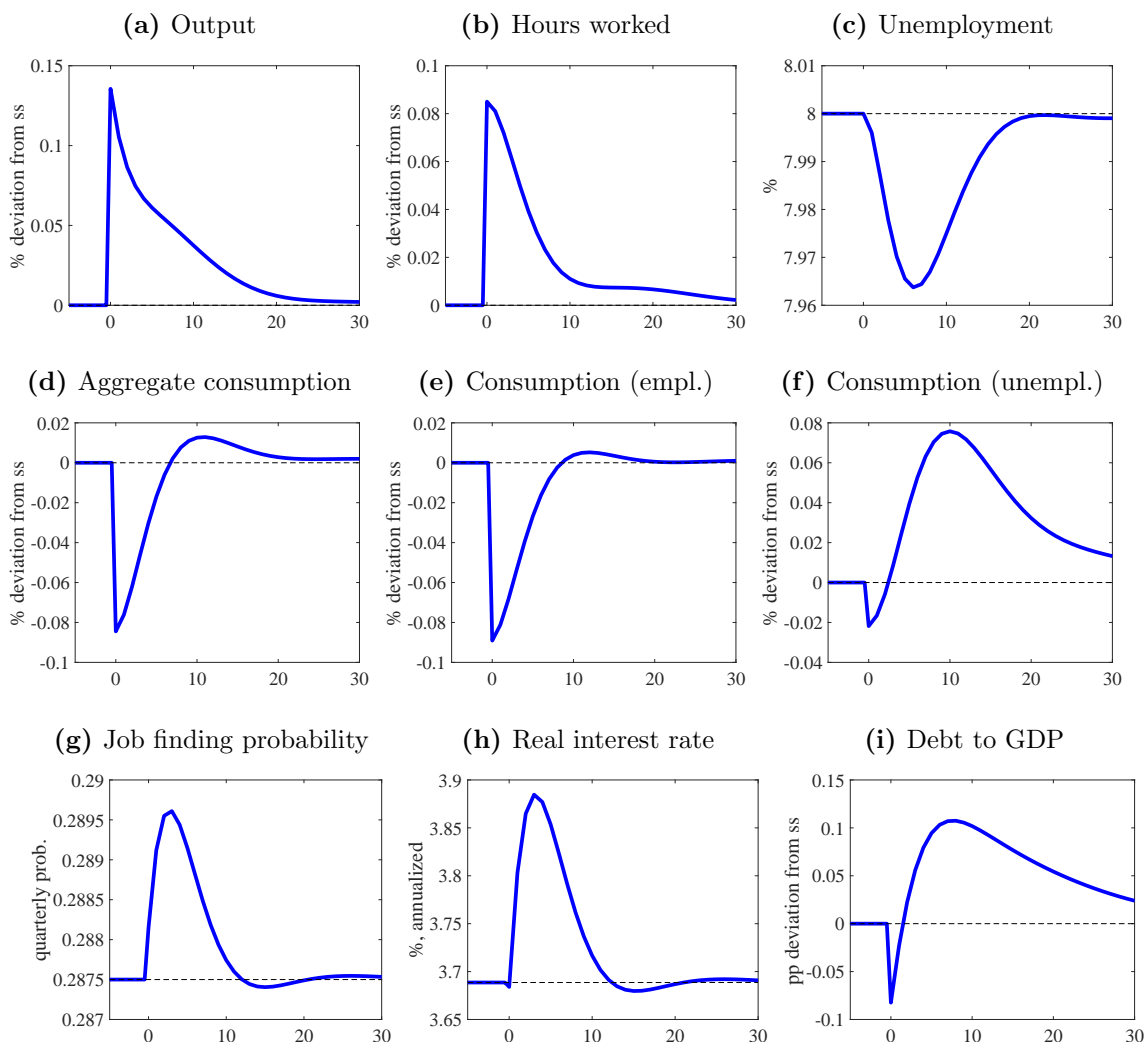 (a) Output
0.15
0.1
0.05
0
% deviation from ss
0 10 20 30
(b) Hours worked
0.1
0.08
0.06
0.04
0.002
0
% deviation from ss
0 10 20 30
(c) Unemployment
8.01
8
7.99
7.98
7.97
7.96
%
0 10 20 30
(d) Aggregate consumption
0.02
0
-0.02
-0.04
-0.06
-0.08
-0.1
% deviation from ss
0 10 20 30
(e) Consumption (empl.)
0.02
0
-0.02
-0.04
-0.06
-0.08
-0.1
% deviation from ss
0 10 20 30
(f) Consumption (unempl.)
0.08
0.06
0.04
0.02
0
-0.02
-0.04
% deviation from ss
0 10 20 30
(g) Job finding probability
0.29
0.2895
0.289
0.2885
0.288
0.2875
0.287
quarterly prob.
0 10 20 30
(h) Real interest rate
3.9
3.85
3.8
3.75
3.7
3.65
%, annualized
0 10 20 30
(i) Debt to GDP
0.15
0.1
0.05
0
-0.05
-0.1
pp deviation from ss
0 10 20 30